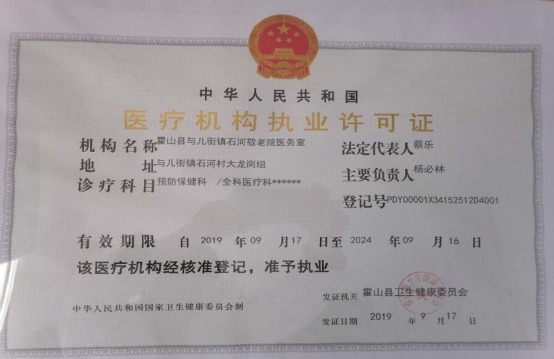 中华人民共和国
医疗机构执业许可证
机构名称 霍山县与儿街镇石河敬老院医务室
法定代表人 蔡乐
地址 与儿街镇石河村大龙岗组
主要负责人 杨必林
诊疗科目 预防保健科 /全科医疗科******
登记号 PDY00001X34152512D4001
有效期限 自 2019 年 09 月 17 日至 2024 年 09 月 16 日
该医疗机构经核准登记，准予执业
发证机关 霍山县卫生健康委员会
中华人民共和国国家卫生健康委员会制
发证日期 2019 年 9 月 17 日